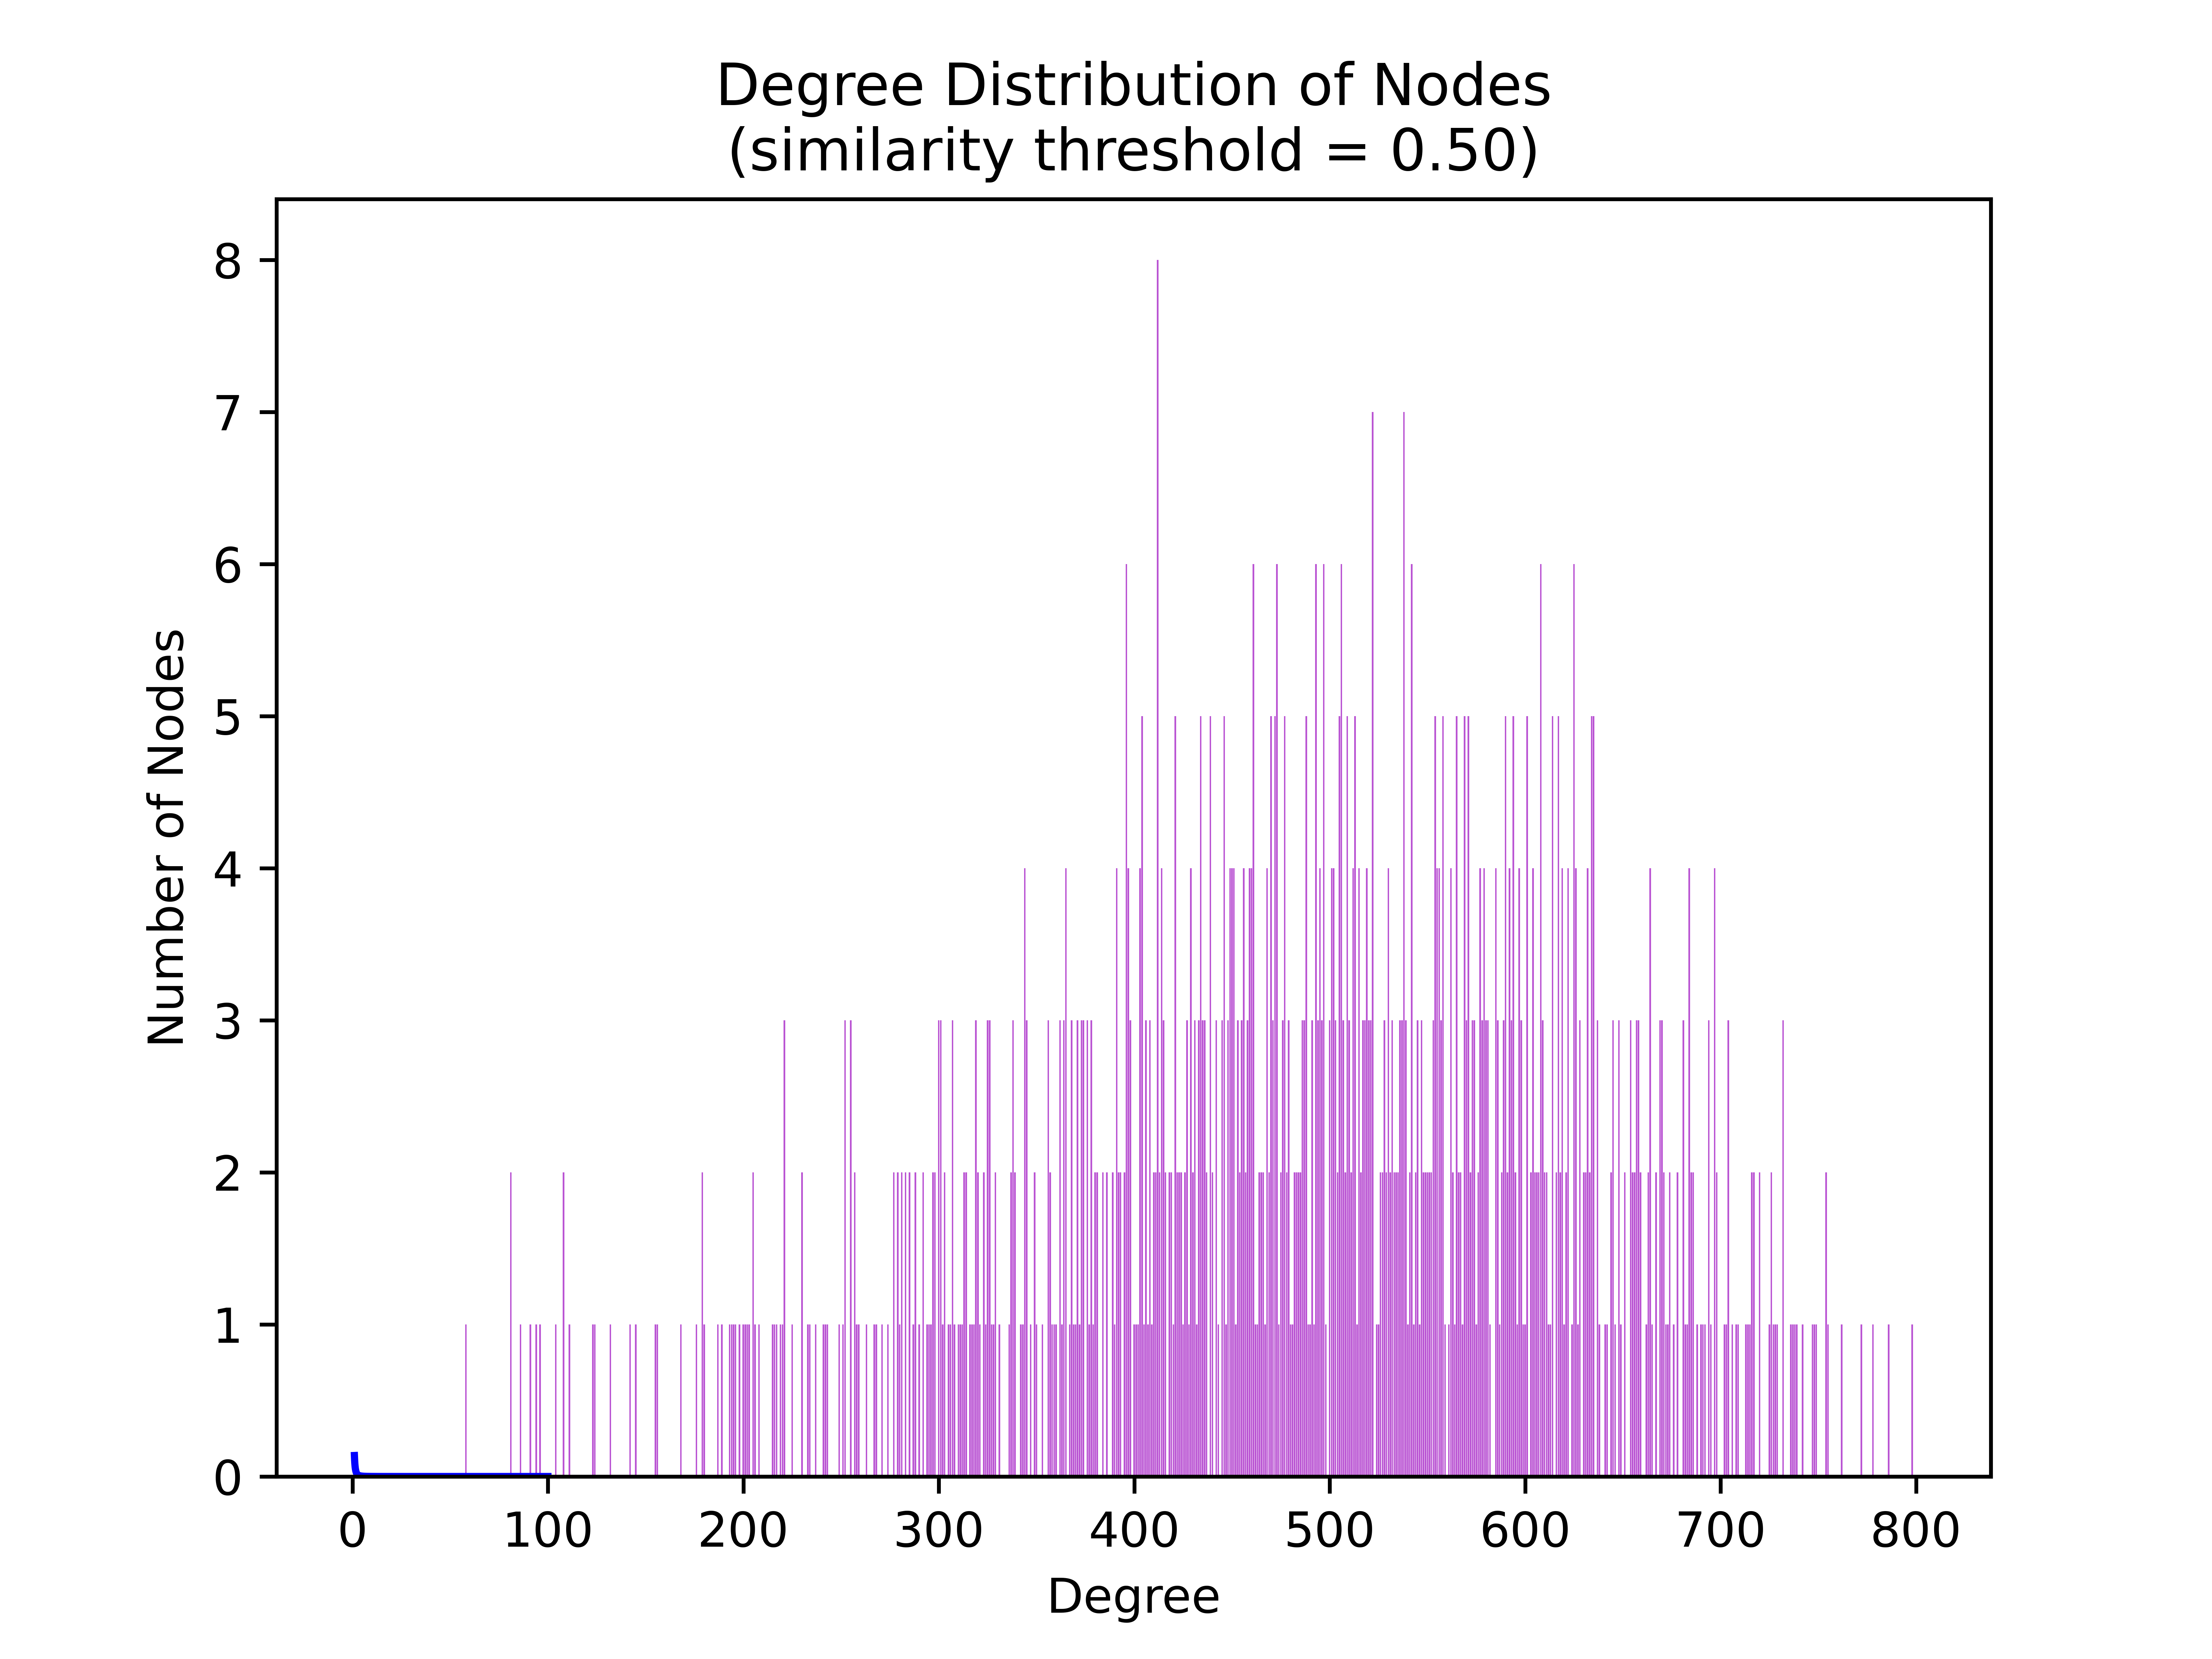 Degree Distribution of Nodes
(similarity threshold = 0.50)
8
7
6
5
4
3
2
1
0
Number of Nodes
0 100 200 300 400 500 600 700 800
Degree